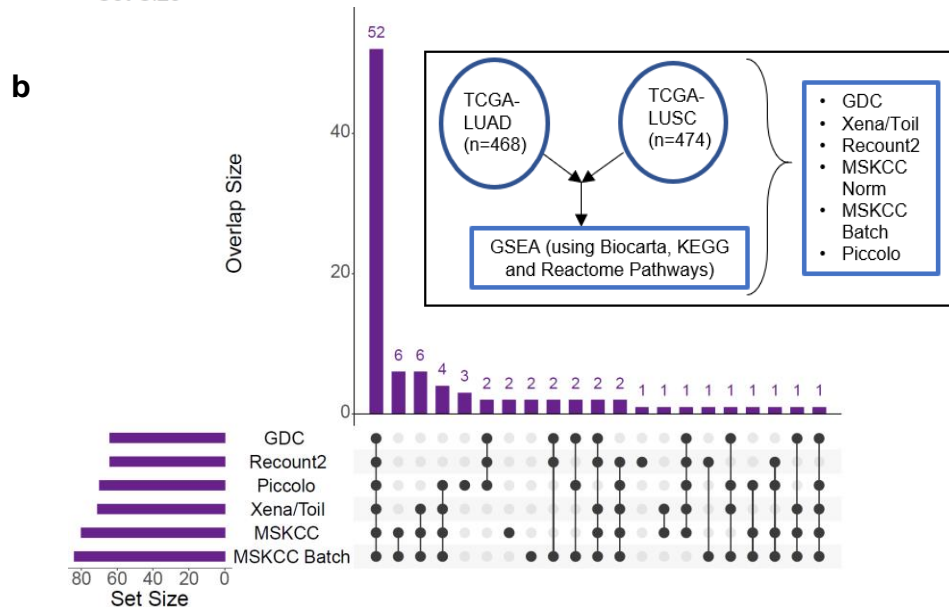 b
52
6 6 4 3 2 2 2 2 2 2 2 1 1 1 1 1 1 1 1 1
Overlap Size
40
20
0
TCGA-
LUAD
(n=468)
TCGA-
LUSC
(n=474)
GSEA (using Biocarta, KEGG
and Reactome Pathways)
• GDC
• Xena/Toil
• Recount2
• MSKCC
Norm
• MSKCC
Batch
• Piccolo
GDC
Recount2
Piccolo
Xena/Toil
MSKCC
MSKCC Batch
80 60 40 20 0
Set Size